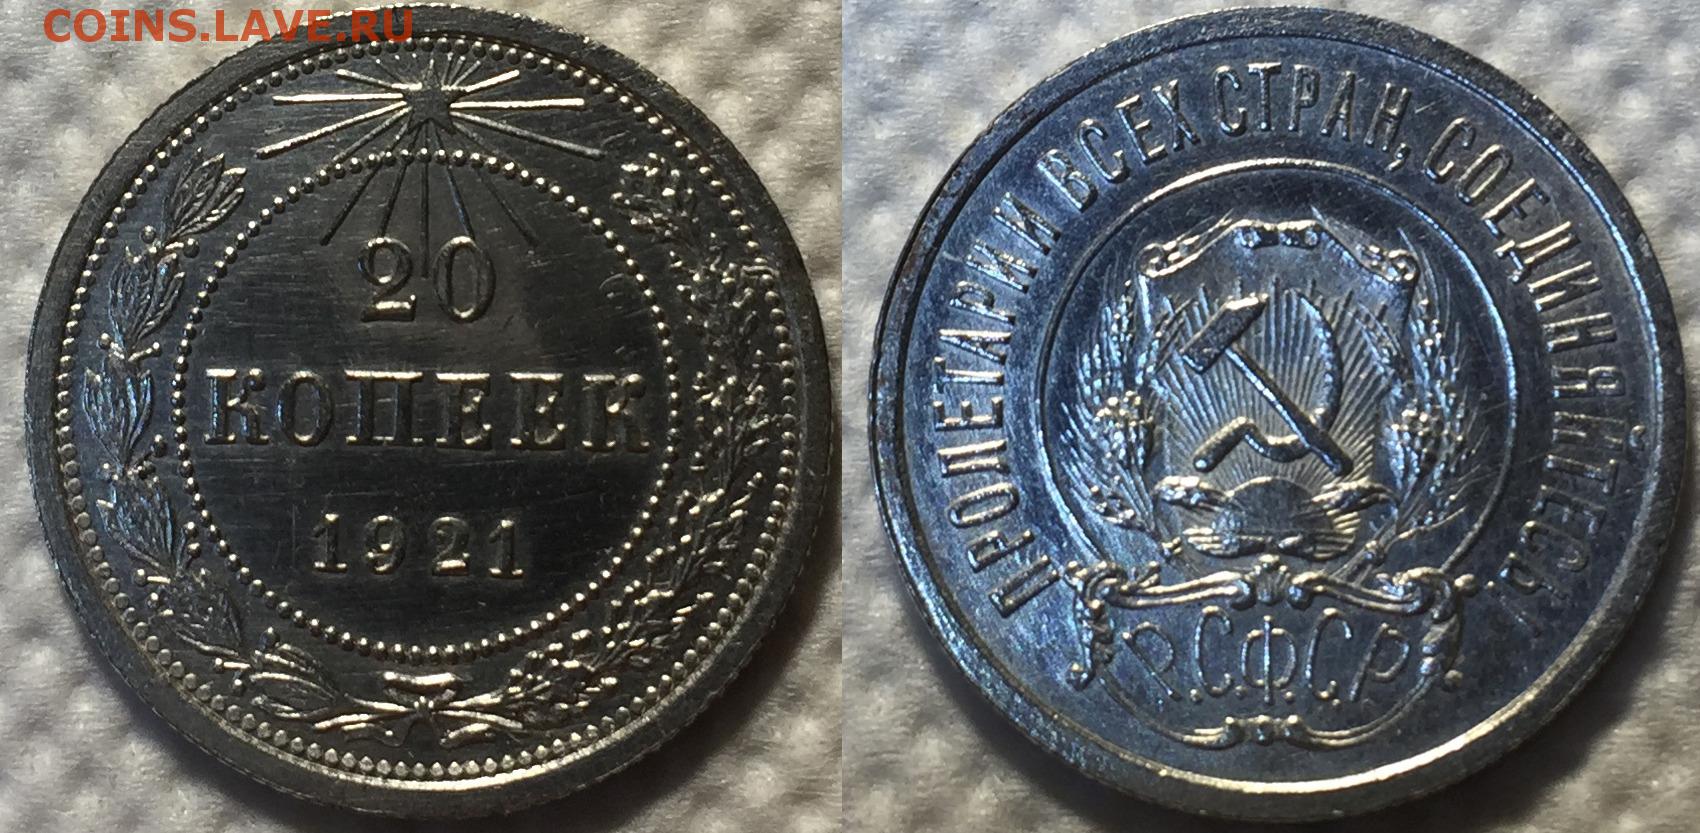 COINS.LAVE.RU
20
КОПЕЕК
1921
ПРОЛЕТАРИИ ВСЕХ СТРАН, СОЕДИНЯЙТЕСЬ!
Р.С.Ф.С.Р.